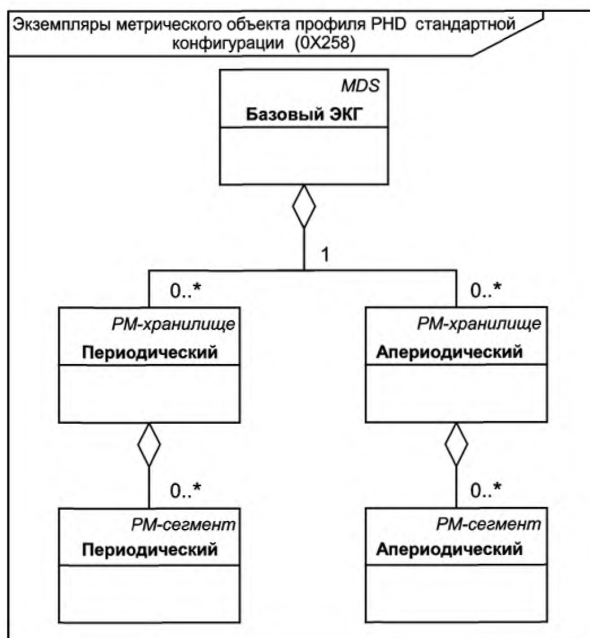 Экземпляры метрического объекта профиля PHD стандартной
конфигурации (0X258)
MDS
Базовый ЭКГ
1
0..*
0..*
PM-хранилище
Периодический
PM-хранилище
Апериодический
0..*
0..*
PM-сегмент
Периодический
PM-сегмент
Апериодический